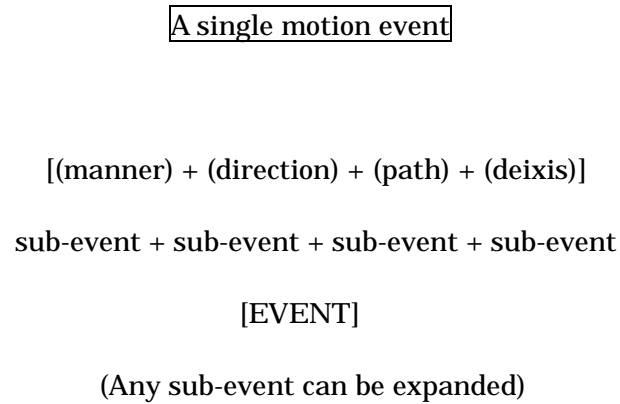 A single motion event
[(manner) + (direction) + (path) + (deixis)]
sub-event + sub-event + sub-event + sub-event
[EVENT]
(Any sub-event can be expanded)